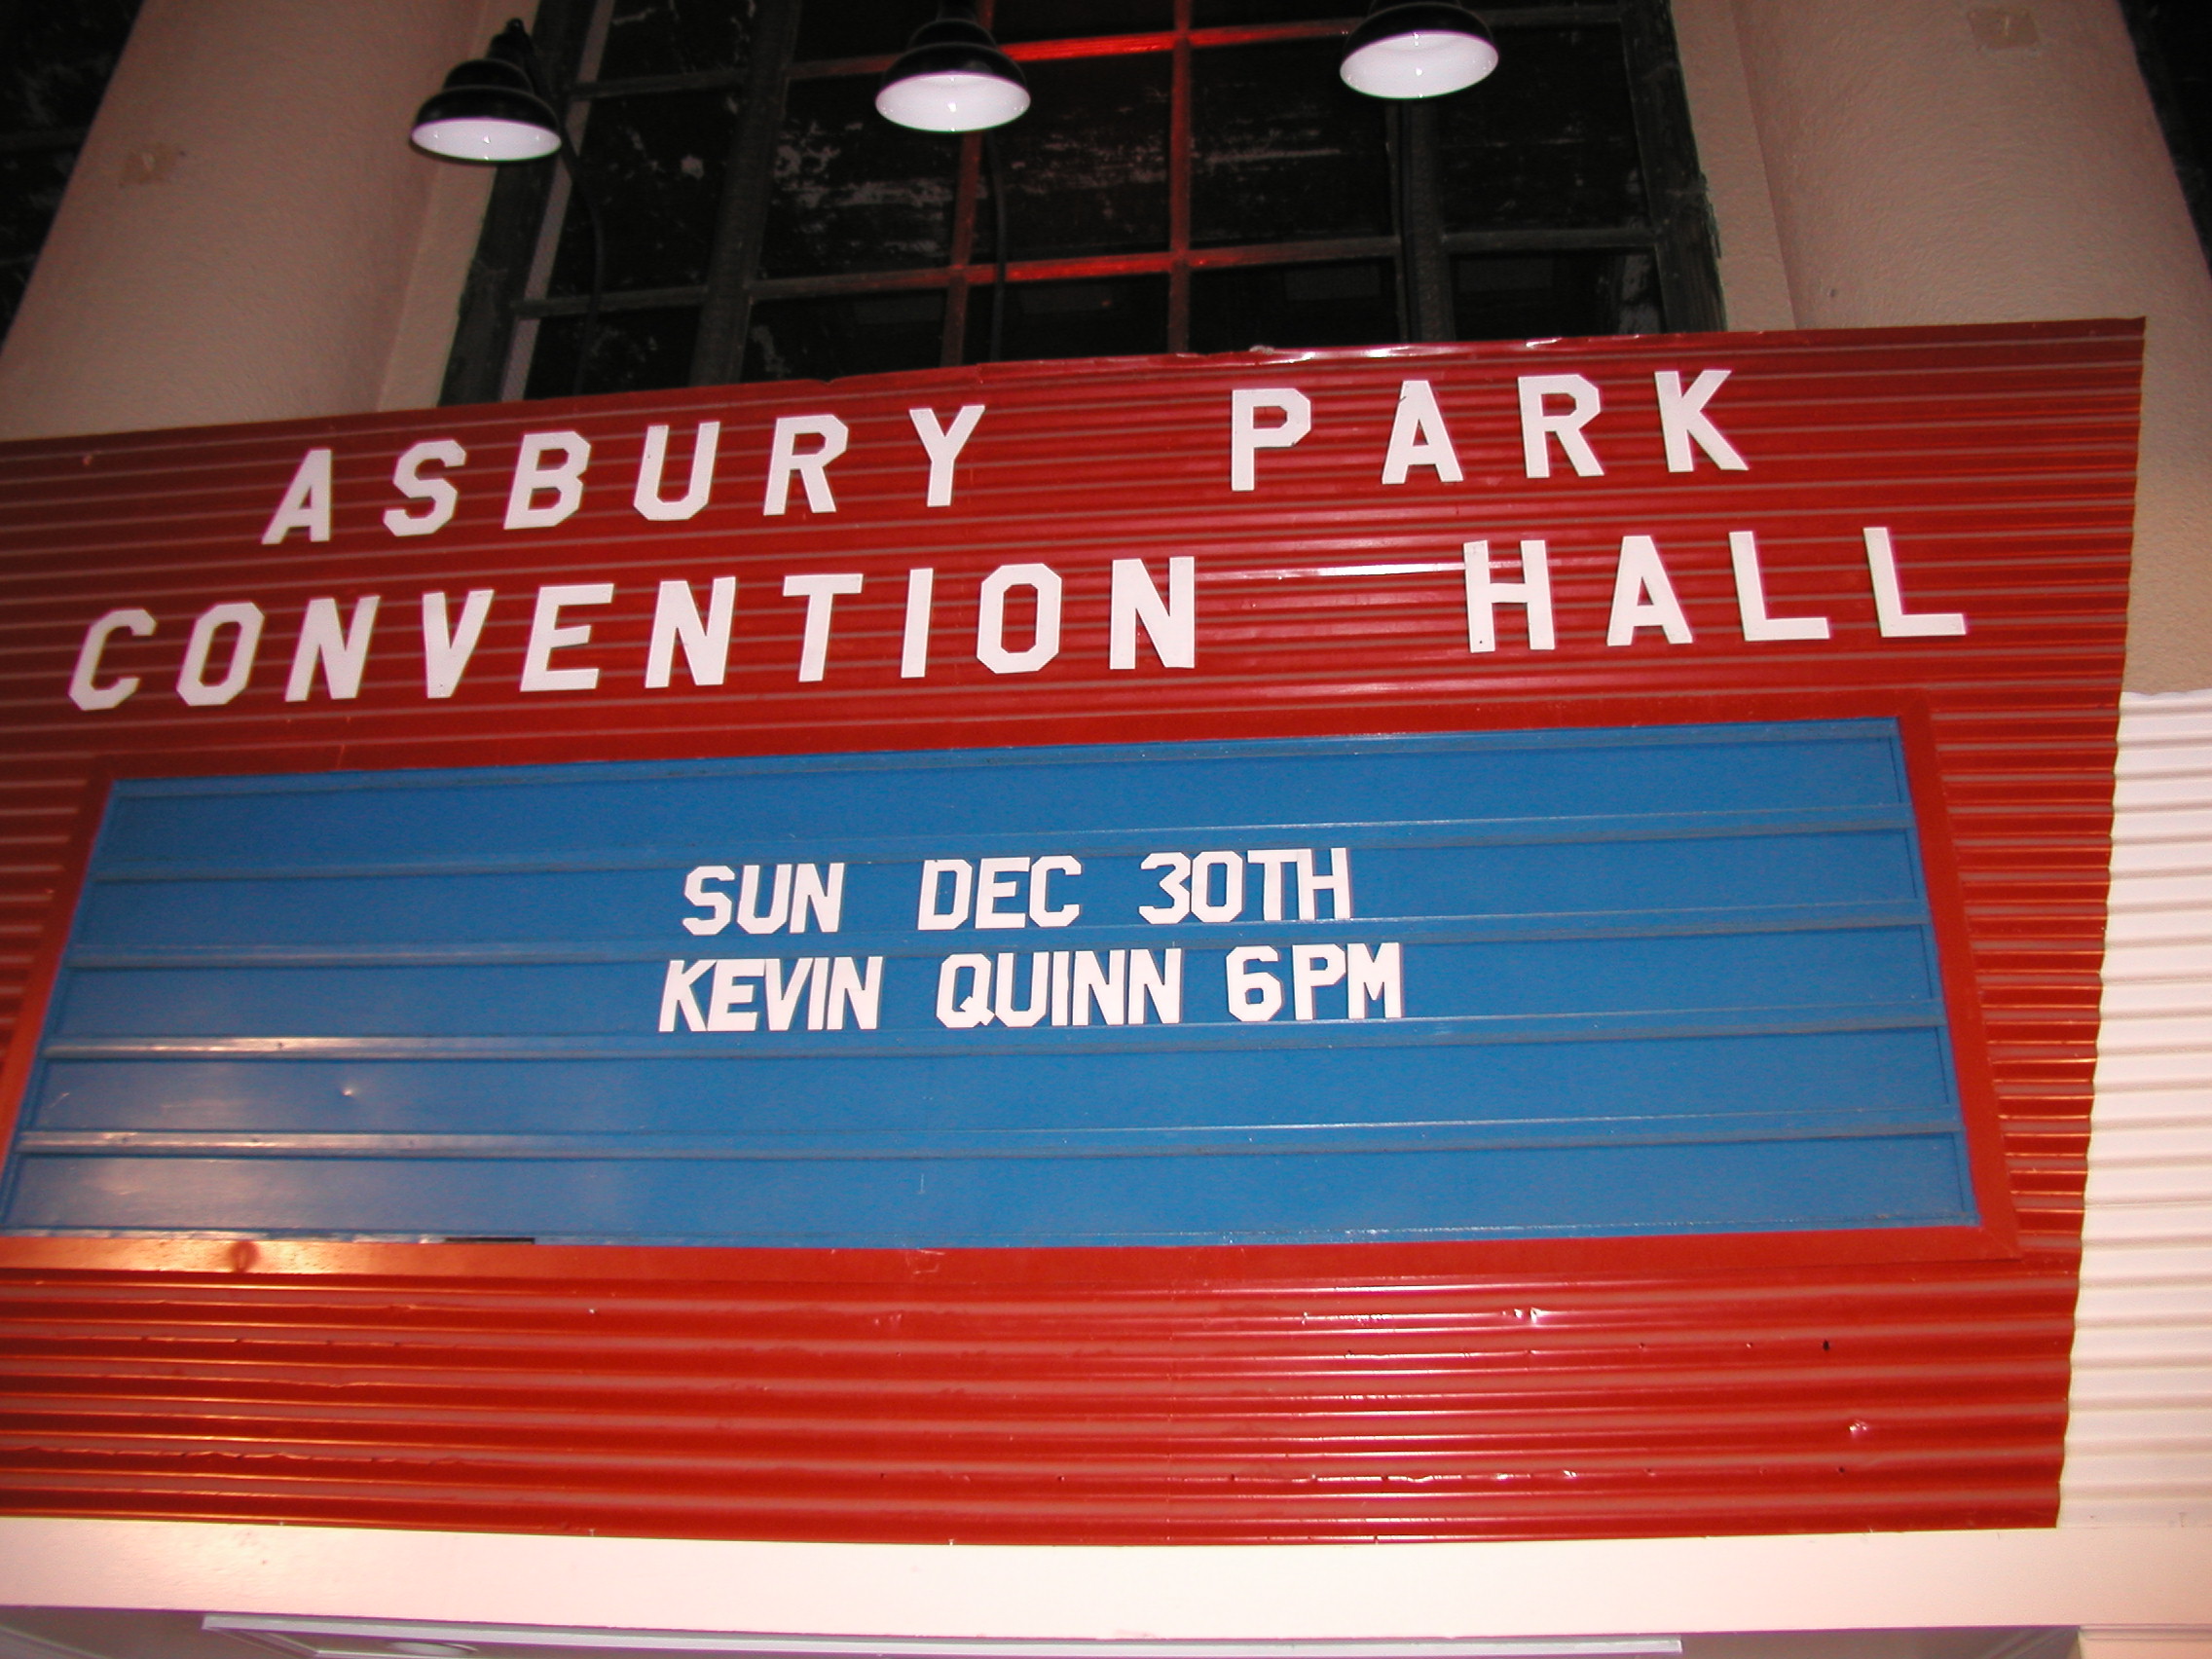 ASBURY PARK
CONVENTION HALL
SUN DEC 30TH
KEVIN QUINN 6PM